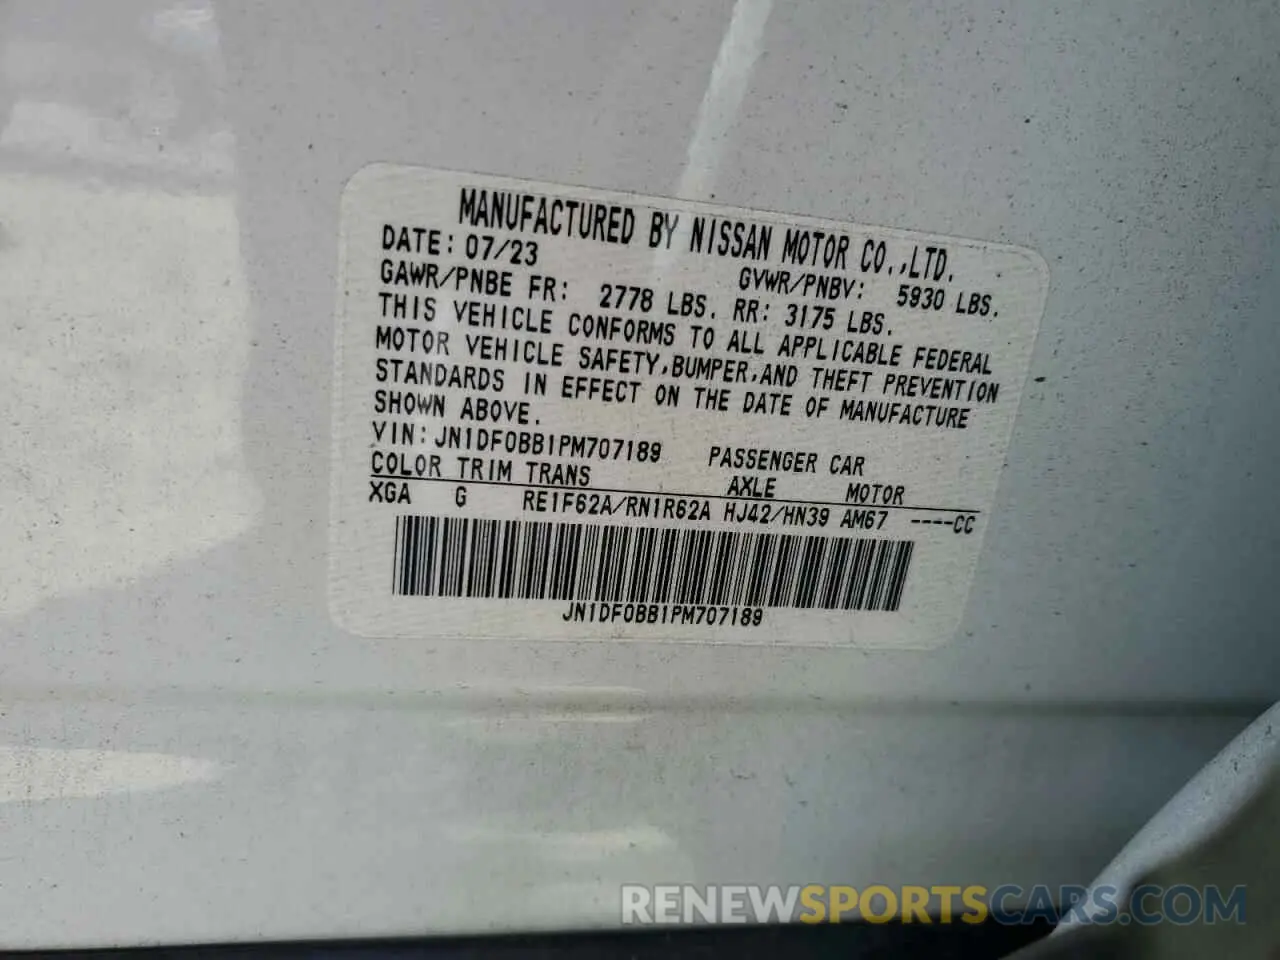 MANUFACTURED BY NISSAN MOTOR CO.,LTD.
DATE: 07/23 GVWR/PNBV: 5930 LBS.
GAWR/PNBE FR: 2778 LBS. RR: 3175 LBS.
THIS VEHICLE CONFORMS TO ALL APPLICABLE FEDERAL
MOTOR VEHICLE SAFETY,BUMPER,AND THEFT PREVENTION
STANDARDS IN EFFECT ON THE DATE OF MANUFACTURE
SHOWN ABOVE.
VIN: JN1DF0BB1PM707189 PASSENGER CAR
COLOR TRIM TRANS AXLE MOTOR
XGA G RE1F62A/RN1R62A HJ42/HN39 AM67 ----CC
JN1DF0BB1PM707189
RENEWSPORTSCARS.COM